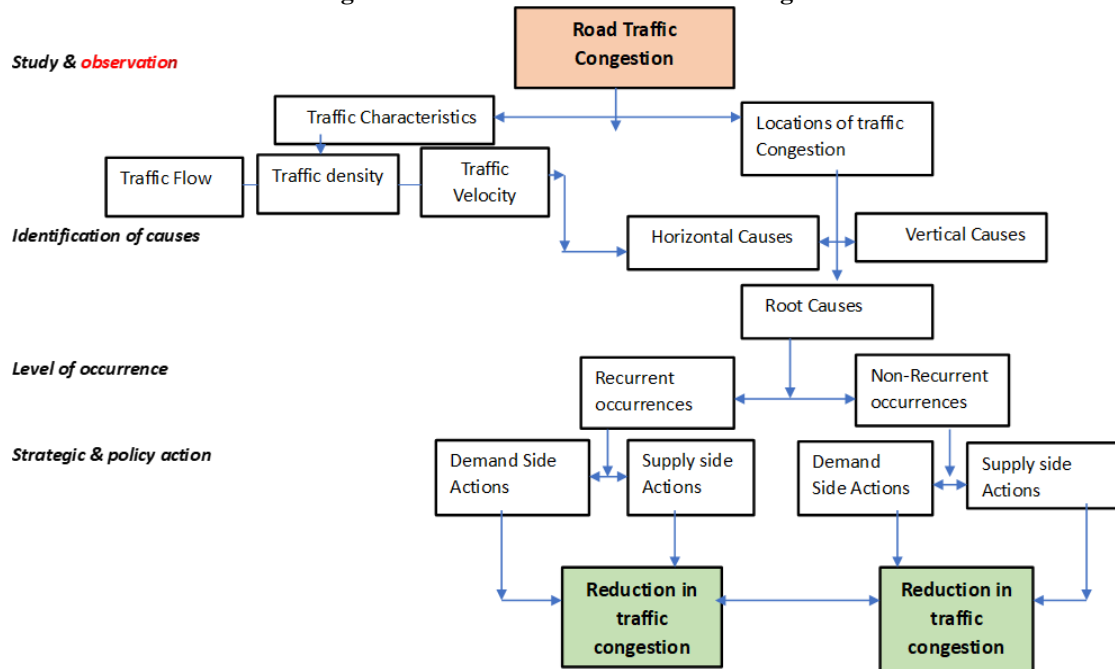 Road Traffic
Congestion
Study & observation
Traffic Characteristics
Locations of traffic
Congestion
Traffic Flow
Traffic density
Traffic
Velocity
Identification of causes
Horizontal Causes
Vertical Causes
Root Causes
Level of occurrence
Recurrent
occurrences
Non-Recurrent
occurrences
Strategic & policy action
Demand Side
Actions
Supply side
Actions
Demand
Side Actions
Supply side
Actions
Reduction in
traffic
congestion
Reduction in
traffic
congestion